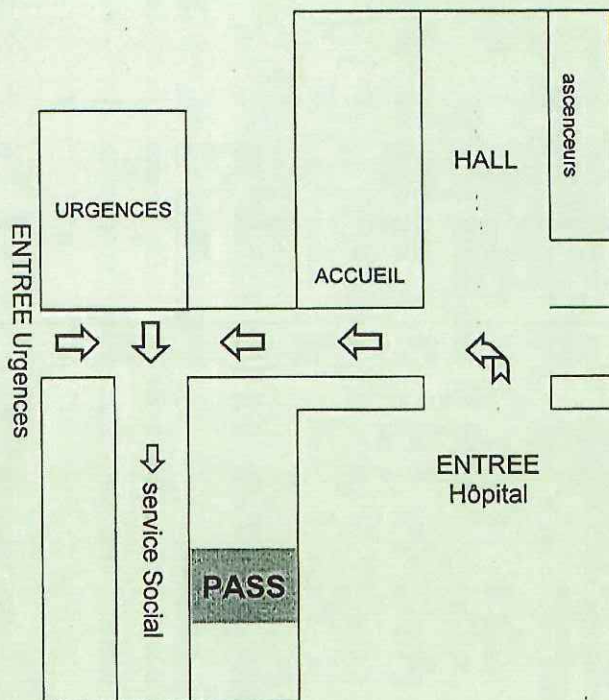 ascenceurs
HALL
URGENCES
ACCUEIL
ENTREE Urgences
ENTREE
Hôpital
service Social
PASS